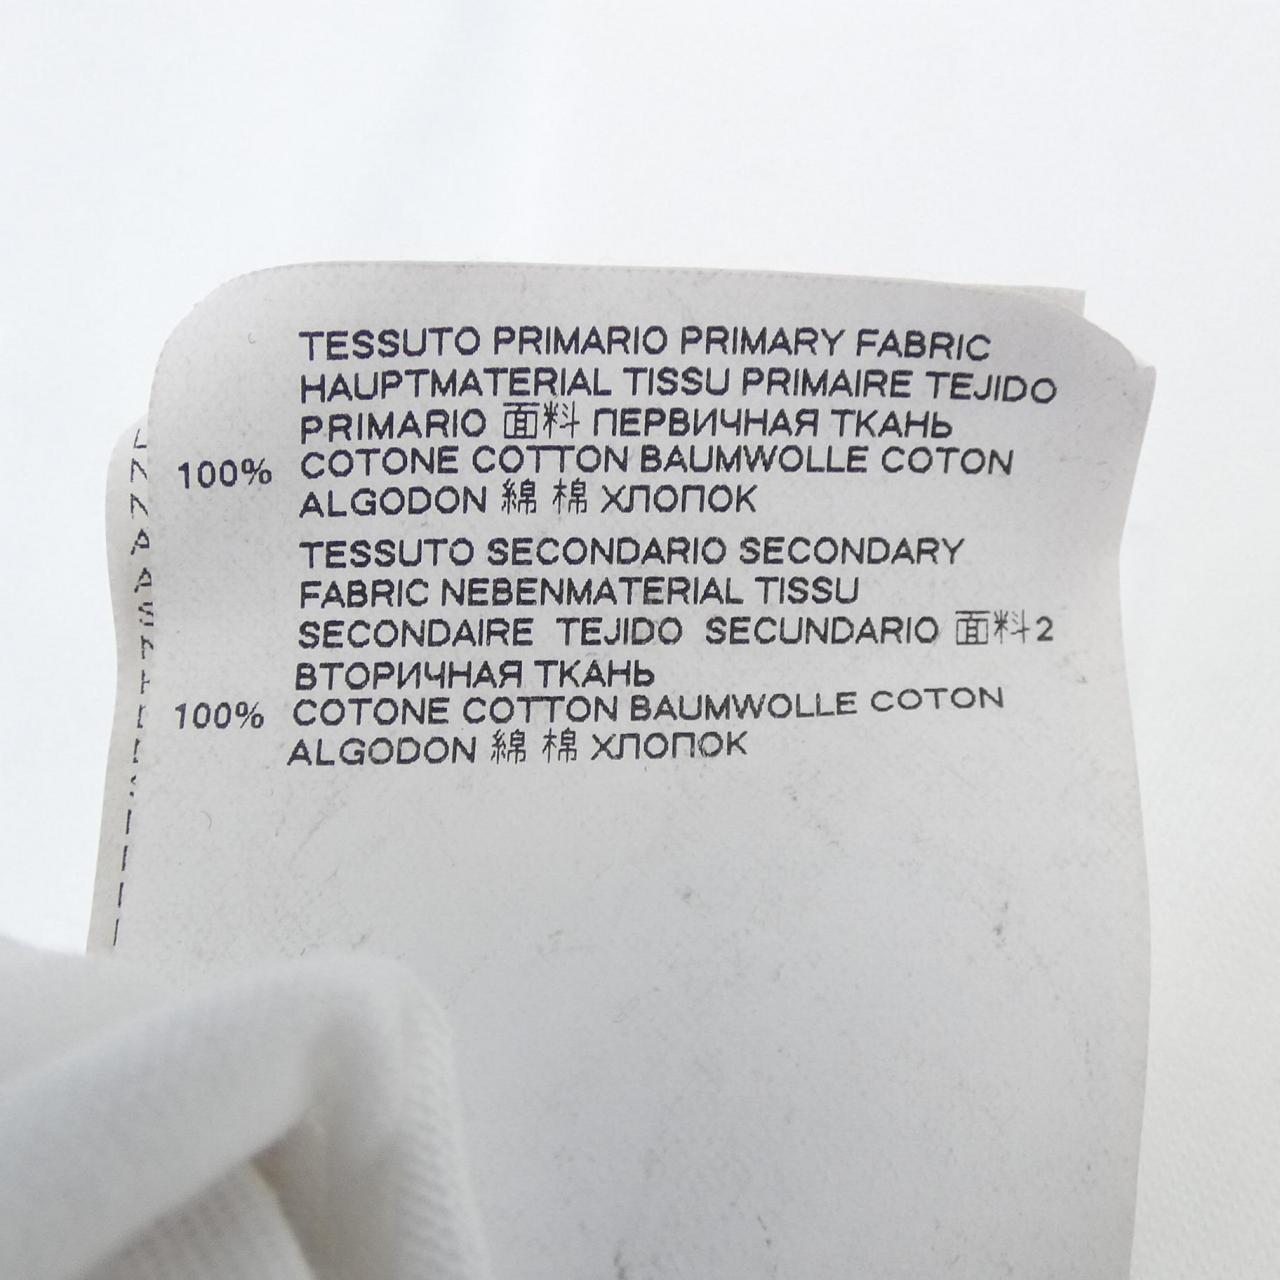 TESSUTO PRIMARIO PRIMARY FABRIC
HAUPTMATERIAL TISSU PRIMAIRE TEJIDO
PRIMARIO 面料 ПЕРВИЧНАЯ ТКАНЬ
100% COTONE COTTON BAUMWOLLE COTON
ALGODON 綿 棉 ХЛОПОК
TESSUTO SECONDARIO SECONDARY
FABRIC NEBENMATERIAL TISSU
SECONDAIRE TEJIDO SECUNDARIO 面料2
ВТОРИЧНАЯ ТКАНЬ
100% COTONE COTTON BAUMWOLLE COTON
ALGODON 綿 棉 ХЛОПОК